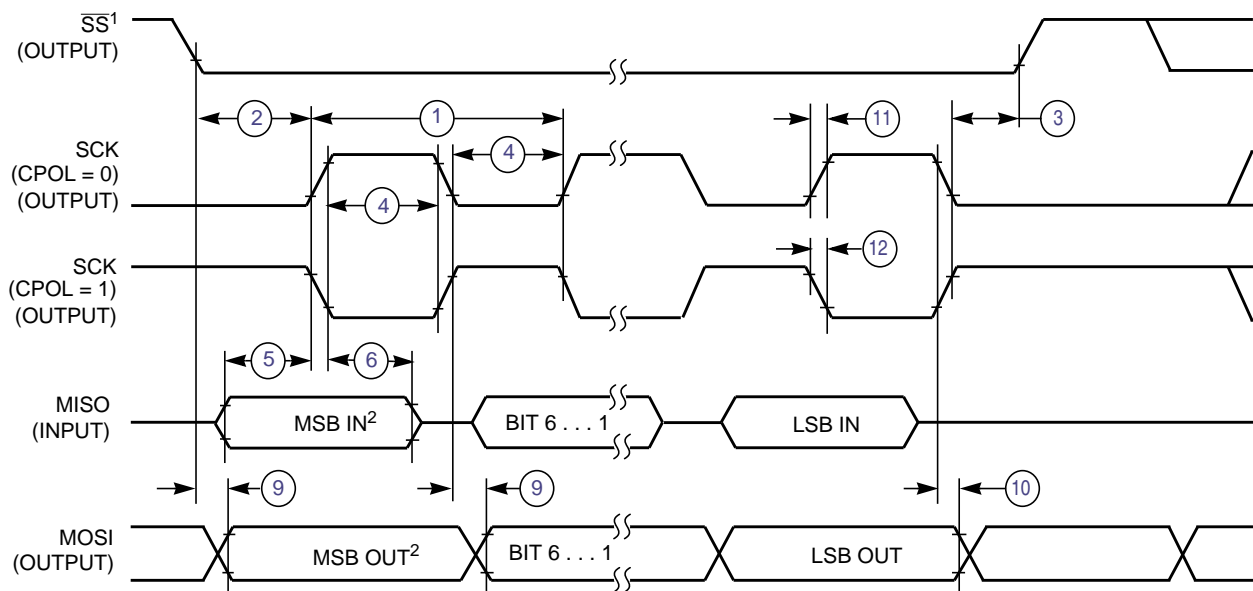 SS¹
(OUTPUT)
2
1
11
3
SCK
(CPOL = 0)
(OUTPUT)
4
4
SCK
(CPOL = 1)
(OUTPUT)
12
5
6
MISO
(INPUT)
MSB IN²
BIT 6 . . . 1
LSB IN
9
9
10
MOSI
(OUTPUT)
MSB OUT²
BIT 6 . . . 1
LSB OUT